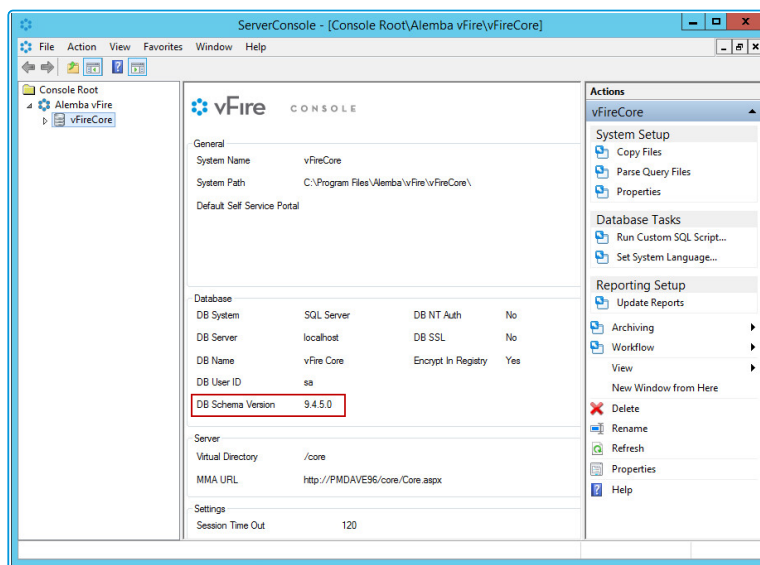 ServerConsole - [Console Root\Alemba vFire\vFireCore]
File Action View Favorites Window Help
Console Root
Alemba vFire
vFireCore
vFire CONSOLE
General
System Name vFireCore
System Path C:\Program Files\Alemba\vFire\vFireCore\
Default Self Service Portal
Database
DB System SQL Server DB NT Auth No
DB Server localhost DB SSL No
DB Name vFire Core Encrypt In Registry Yes
DB User ID sa
DB Schema Version 9.4.5.0
Server
Virtual Directory /core
MMA URL http://PMDAVE96/core/Core.aspx
Settings
Session Time Out 120
Actions
vFireCore
System Setup
Copy Files
Parse Query Files
Properties
Database Tasks
Run Custom SQL Script...
Set System Language...
Reporting Setup
Update Reports
Archiving
Workflow
View
New Window from Here
Delete
Rename
Refresh
Properties
Help